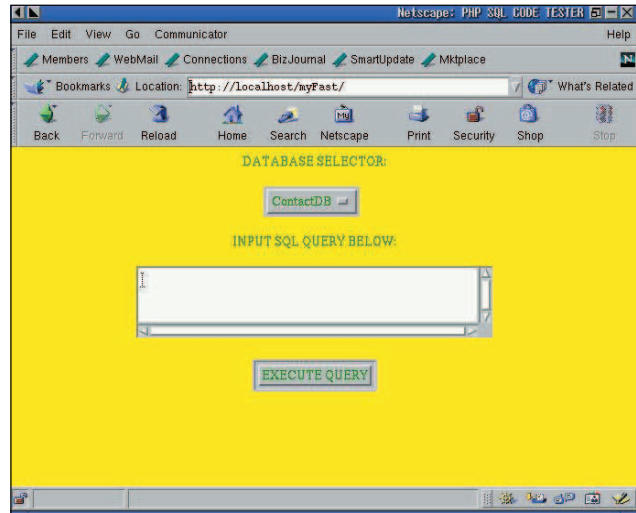 Netscape: PHP SQL CODE TESTER
File Edit View Go Communicator Help
Members WebMail Connections BizJournal SmartUpdate Mktplace N
Bookmarks Location: http://localhost/myFast/ What's Related
My
Back Forward Reload Home Search Netscape Print Security Shop Stop
DATABASE SELECTOR:
ContactDB
INPUT SQL QUERY BELOW:
EXECUTE QUERY